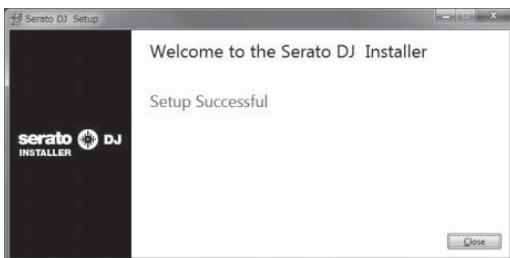 Serato DJ Setup
Welcome to the Serato DJ Installer
Setup Successful
serato DJ
INSTALLER
Close